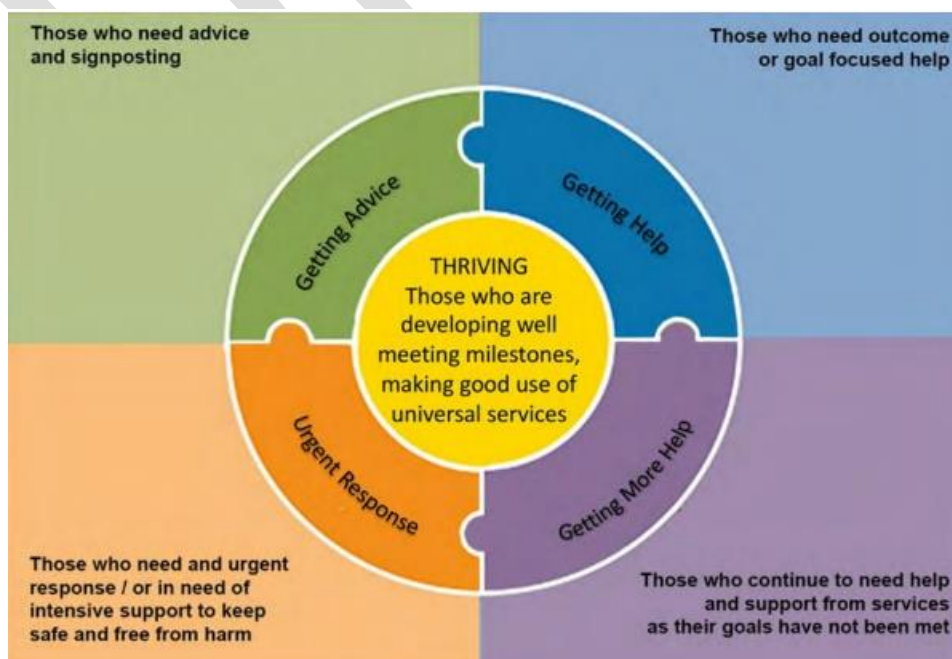 Those who need advice
and signposting
Those who need outcome
or goal focused help
Getting Advice
Getting Help
THRIVING
Those who are
developing well
meeting milestones,
making good use of
universal services
Urgent Response
Getting More Help
Those who need and urgent
response / or in need of
intensive support to keep
safe and free from harm
Those who continue to need help
and support from services
as their goals have not been met